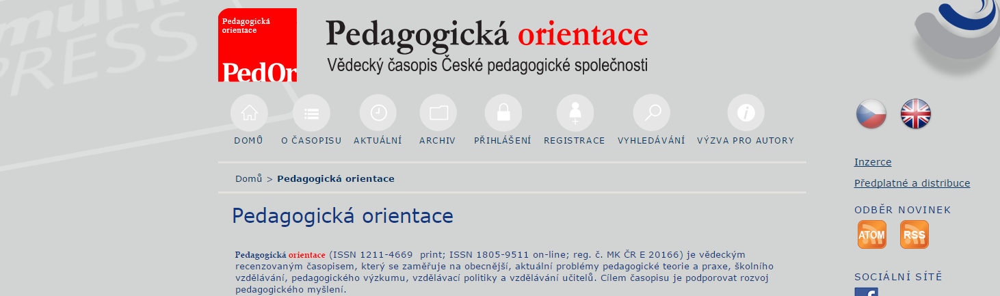 muni
PRESS
Pedagogická
orientace
PedOr
Pedagogická orientace
Vědecký časopis České pedagogické společnosti
DOMŮ O ČASOPISU AKTUÁLNÍ ARCHIV PŘIHLÁŠENÍ REGISTRACE VYHLEDÁVÁNÍ VÝZVA PRO AUTORY
Domů > Pedagogická orientace
Pedagogická orientace
Pedagogická orientace (ISSN 1211-4669 print; ISSN 1805-9511 on-line; reg. č. MK ČR E 20166) je vědeckým
recenzovaným časopisem, který se zaměřuje na obecnější, aktuální problémy pedagogické teorie a praxe, školního
vzdělávání, pedagogického výzkumu, vzdělávací politiky a vzdělávání učitelů. Cílem časopisu je podporovat rozvoj
pedagogického myšlení.
Inzerce
Předplatné a distribuce
ODBĚR NOVINEK
ATOM RSS
SOCIÁLNÍ SÍTĚ